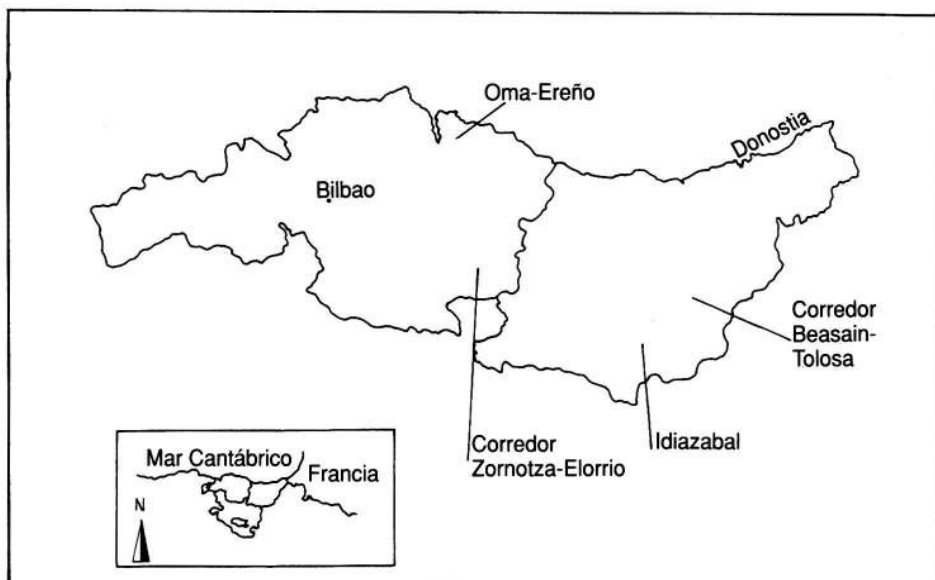 Oma-Ereño
Donostia
Bilbao
Corredor
Beasain-
Tolosa
Corredor
Zornotza-Elorrio
Idiazabal
Mar Cantábrico
Francia
N